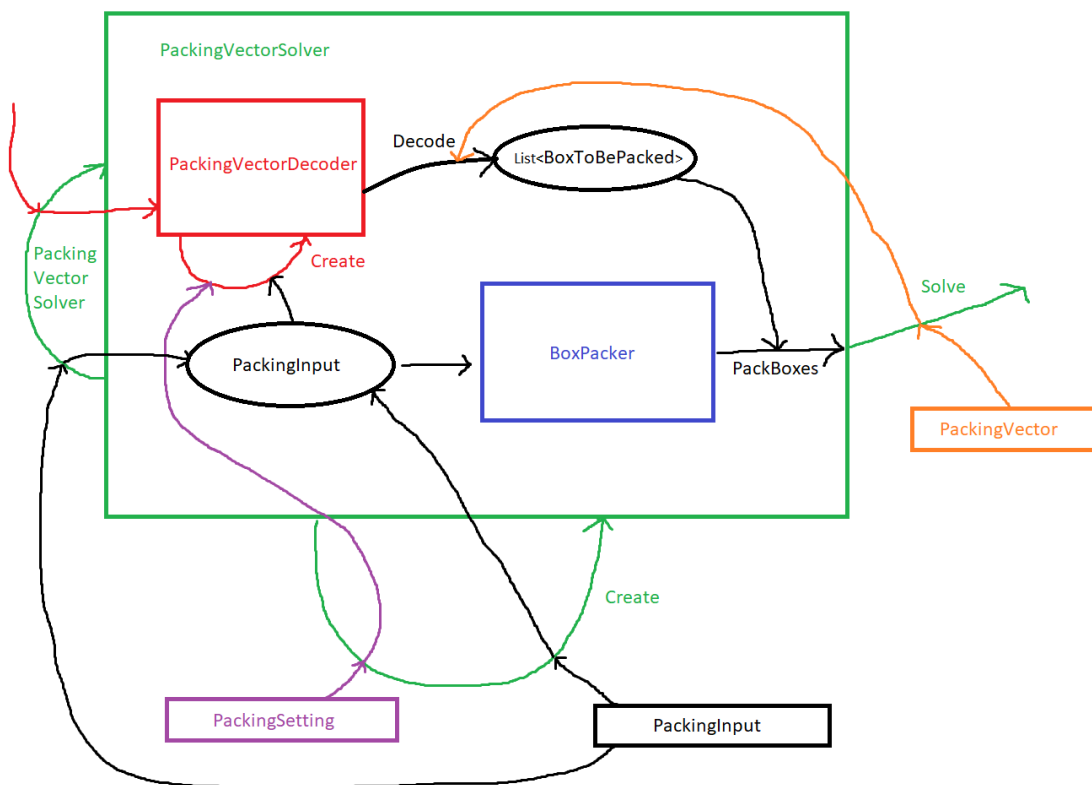 PackingVectorSolver
Decode
List<BoxToBePacked>
PackingVectorDecoder
Packing
Vector
Solver
Create
Solve
PackingInput
BoxPacker
PackBoxes
PackingVector
Create
PackingSetting
PackingInput